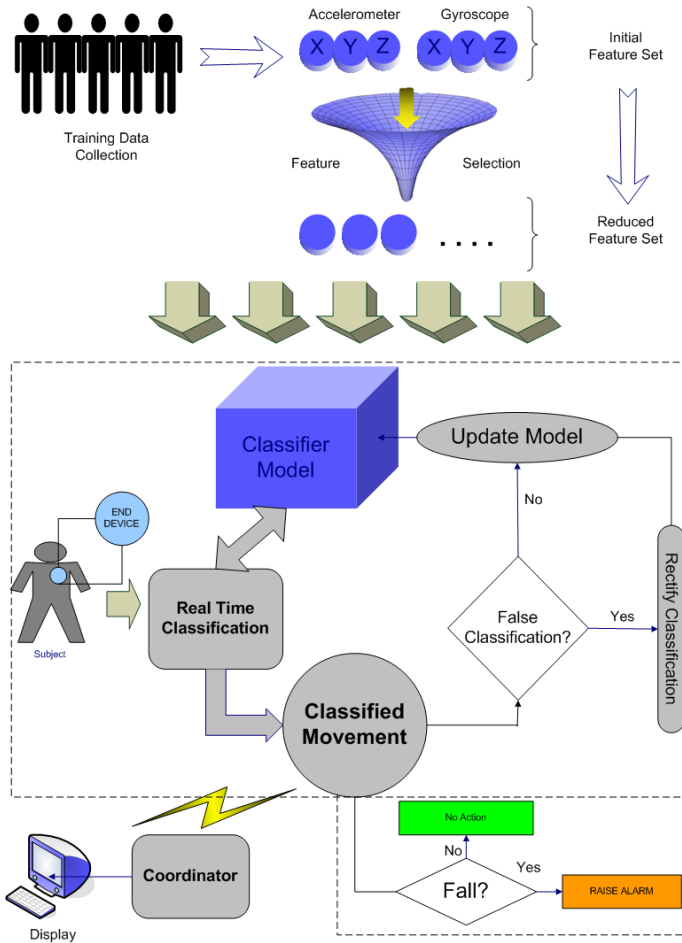 Accelerometer
Gyroscope
X Y Z
X Y Z
Initial
Feature Set
Training Data
Collection
Feature
Selection
. . . .
Reduced
Feature Set
Classifier
Model
Update Model
No
END
DEVICE
Subject
Real Time
Classification
False
Classification?
Yes
Rectify Classification
Classified
Movement
Coordinator
Display
No Action
No
Yes
Fall?
RAISE ALARM